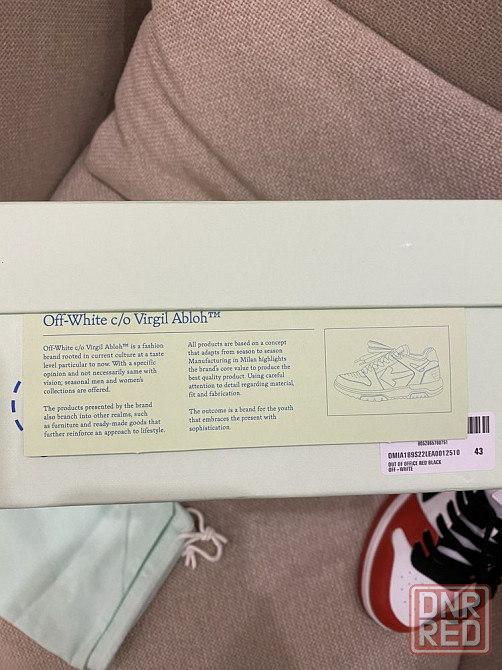 Off-White c/o Virgil Abloh™
Off-White c/o Virgil Abloh™ is a fashion
brand rooted in current culture at a taste
level particular to now. With a specific
opinion and not necessarily same with
vision; seasonal men and women's
collections are offered.
The products presented by the brand
also branch into other realms, such
as furniture and ready-made goods that
further reinforce an approach to lifestyle.
All products are based on a concept
that adapts from season to season
Manufacturing in Milan highlights
the brand's core value to produce the
best quality product. Using careful
attention to detail regarding material,
fit and fabrication.
The outcome is a brand for the youth
that embraces the present with
sophistication.
OMIA189S22LEA0012510 43
OUT OF OFFICE RED BLACK
OFF-WHITE
DNR
RED